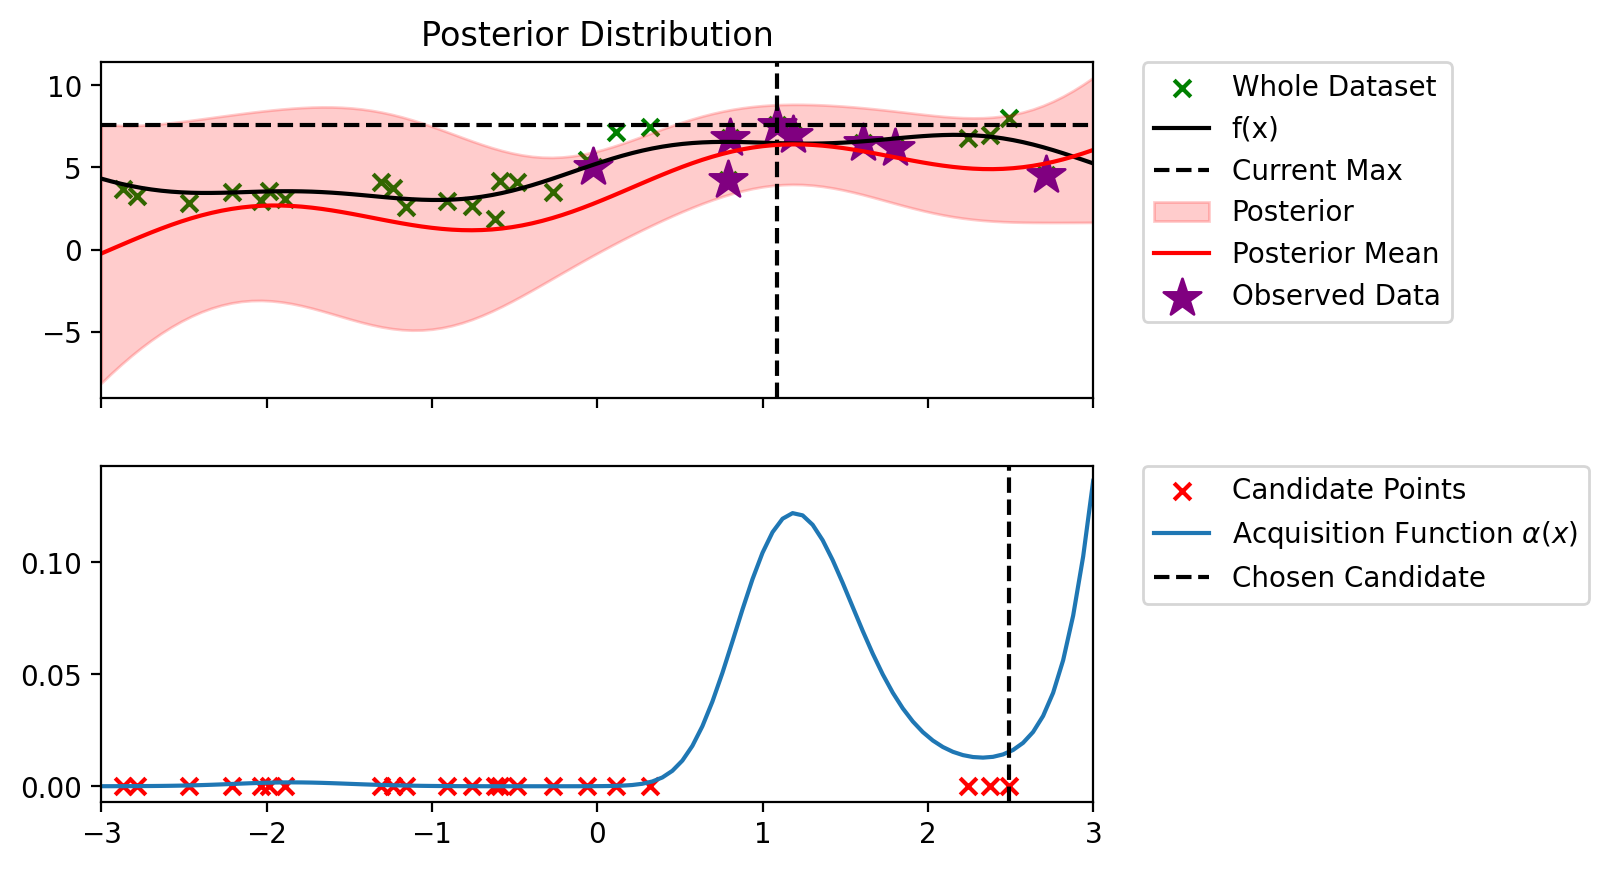 Posterior Distribution
10
5
0
−5
Whole Dataset
f(x)
Current Max
Posterior
Posterior Mean
Observed Data
0.10
0.05
0.00
−3 −2 −1 0 1 2 3
Candidate Points
Acquisition Function α(x)
Chosen Candidate